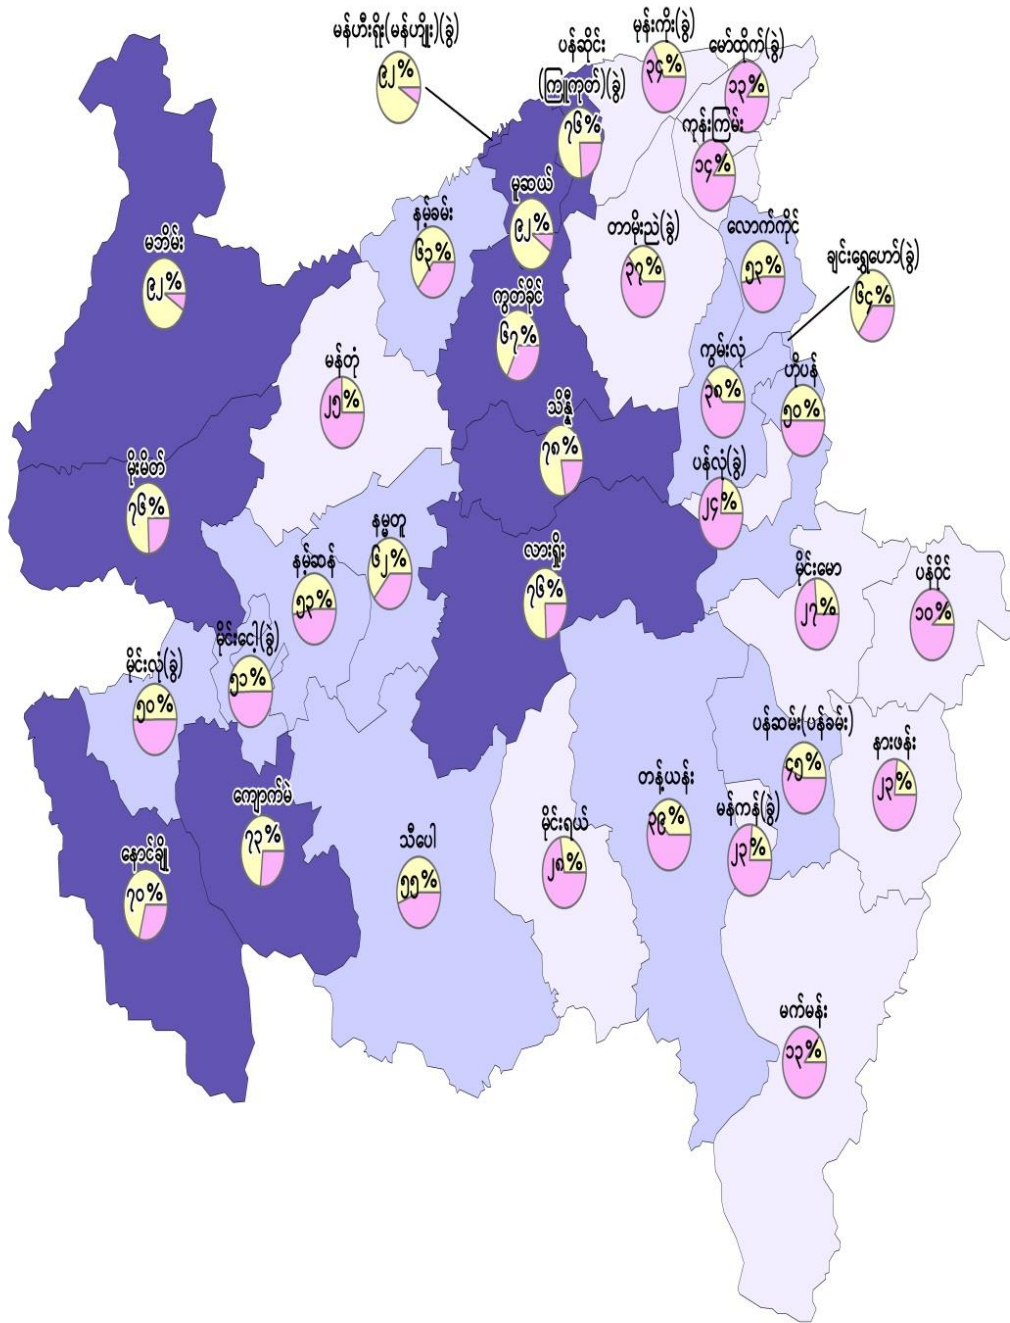 မန်ဟီးရိုး(မန်ဟျိုး)(ခွဲ)
၉၂%
ပန်ဆိုင်း
(ကြူကုတ်)(ခွဲ)
၇၆%
မုန်းကိုး(ခွဲ)
၃၄%
မော်ထိုက်(ခွဲ)
၁၃%
ကုန်းကြမ်း
၁၄%
မူဆယ်
၉၂%
နမ့်ခမ်း
၆၃%
တာမိုးညဲ(ခွဲ)
၃၇%
လောက်ကိုင်
၅၃%
ချင်းရွှေဟော်(ခွဲ)
၆၄%
မဘိမ်း
၉၂%
ကွတ်ခိုင်
၆၇%
မန်တုံ
၂၅%
ကွမ်းလုံ
၃၈%
ဟိုပန်
၅၀%
သိန္နီ
၇၈%
မိုးမိတ်
၇၆%
ပန်လုံ(ခွဲ)
၂၄%
နမ္မတူ
၆၂%
နမ့်ဆန်
၅၃%
လားရှိုး
၇၆%
မိုင်းမော
၂၇%
ပန်ဝိုင်
၁၀%
မိုင်းငေါ့(ခွဲ)
၅၁%
မိုင်းလုံ(ခွဲ)
၅၀%
ပန်ဆမ်း(ပန်ခမ်း)
၄၅%
နားဖန်း
၂၃%
တန့်ယန်း
၃၉%
မန်ကန်(ခွဲ)
၂၃%
ကျောက်မဲ
၇၃%
သီပေါ
၅၅%
မိုင်းရယ်
၂၈%
နောင်ချို
၇၀%
မက်မန်း
၁၃%